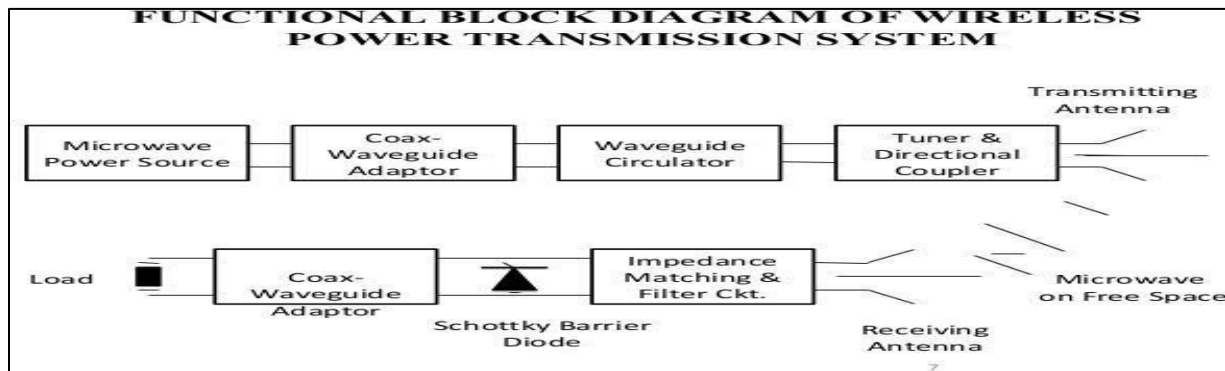 FUNCTIONAL BLOCK DIAGRAM OF WIRELESS
POWER TRANSMISSION SYSTEM
Transmitting
Antenna
Microwave
Power Source
Coax-
Waveguide
Adaptor
Waveguide
Circulator
Tuner &
Directional
Coupler
Load
Coax-
Waveguide
Adaptor
Schottky Barrier
Diode
Impedance
Matching &
Filter Ckt.
Microwave
on Free Space
Receiving
Antenna
7